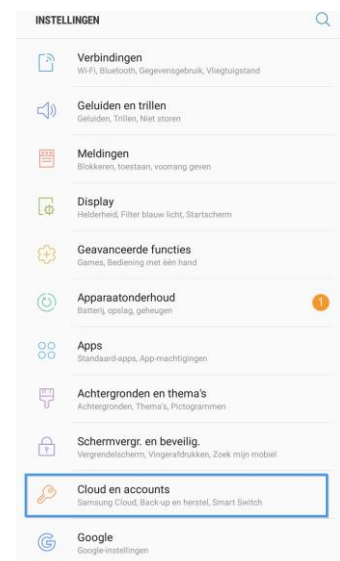 INSTELLINGEN
Verbindingen
Wi-Fi, Bluetooth, Gegevensgebruik, Vliegtuigstand
Geluiden en trillen
Geluiden, Trillen, Niet storen
Meldingen
Blokkeren, toestaan, voorrang geven
Display
Helderheid, Filter blauw licht, Startscherm
Geavanceerde functies
Games, Bediening met één hand
Apparaatonderhoud
Batterij, opslag, geheugen
1
Apps
Standaard-apps, App-machtigingen
Achtergronden en thema's
Achtergronden, Thema's, Pictogrammen
Schermvergr. en beveilig.
Vergrendelscherm, Vingerafdrukken, Zoek mijn mobiel
Cloud en accounts
Samsung Cloud, Back-up en herstel, Smart Switch
Google
Google-instellingen